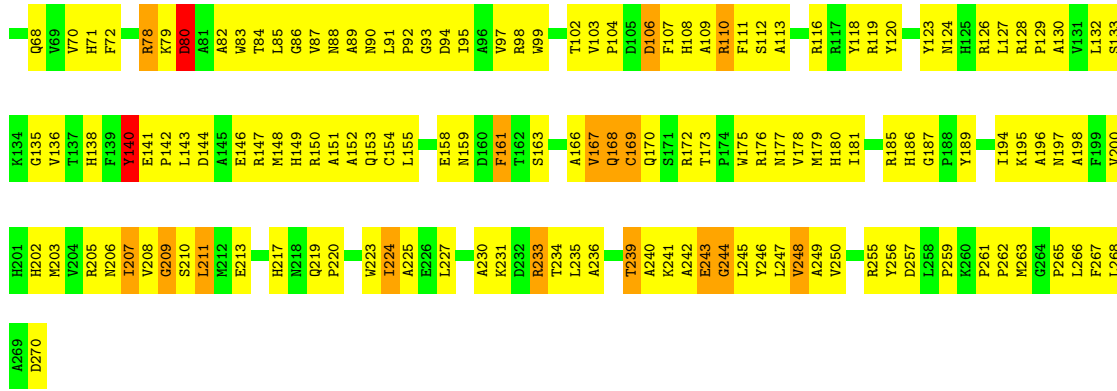 Q68 V69 V70 H71 F72 R78 K79 D80 A81 A82 W83 T84 L85 G86 V87 N88 A89 N90 L91 P92 G93 D94 I95 A96 V97 R98 W99 T102 V103 P104 D105 D106 F107 H108 A109 R110 F111 S112 A113 R116 R117 Y118 R119 Y120 Y123 N124 H125 R126 L127 R128 P129 A130 V131 L132 S133
K134 G135 V136 T137 H138 F139 Y140 E141 P142 L143 D144 A145 E146 R147 M148 H149 R150 A151 A152 Q153 C154 L155 E158 N159 D160 F161 T162 S163 A166 V167 Q168 C169 Q170 S171 R172 T173 P174 W175 R176 N177 V178 M179 H180 I181 R185 H186 G187 P188 Y189 I194 K195 A196 N197 A198 F199 V200
H201 H202 M203 V204 R205 N206 I207 V208 G209 S210 L211 M212 E213 H217 N218 Q219 P220 W223 I224 A225 E226 L227 A230 K231 D232 R233 T234 L235 A236 T239 A240 K241 A242 E243 G244 L245 Y246 L247 V248 A249 V250 R255 Y256 D257 L258 P259 K260 P261 P262 M263 G264 P265 L266 F267 L268
A269 D270